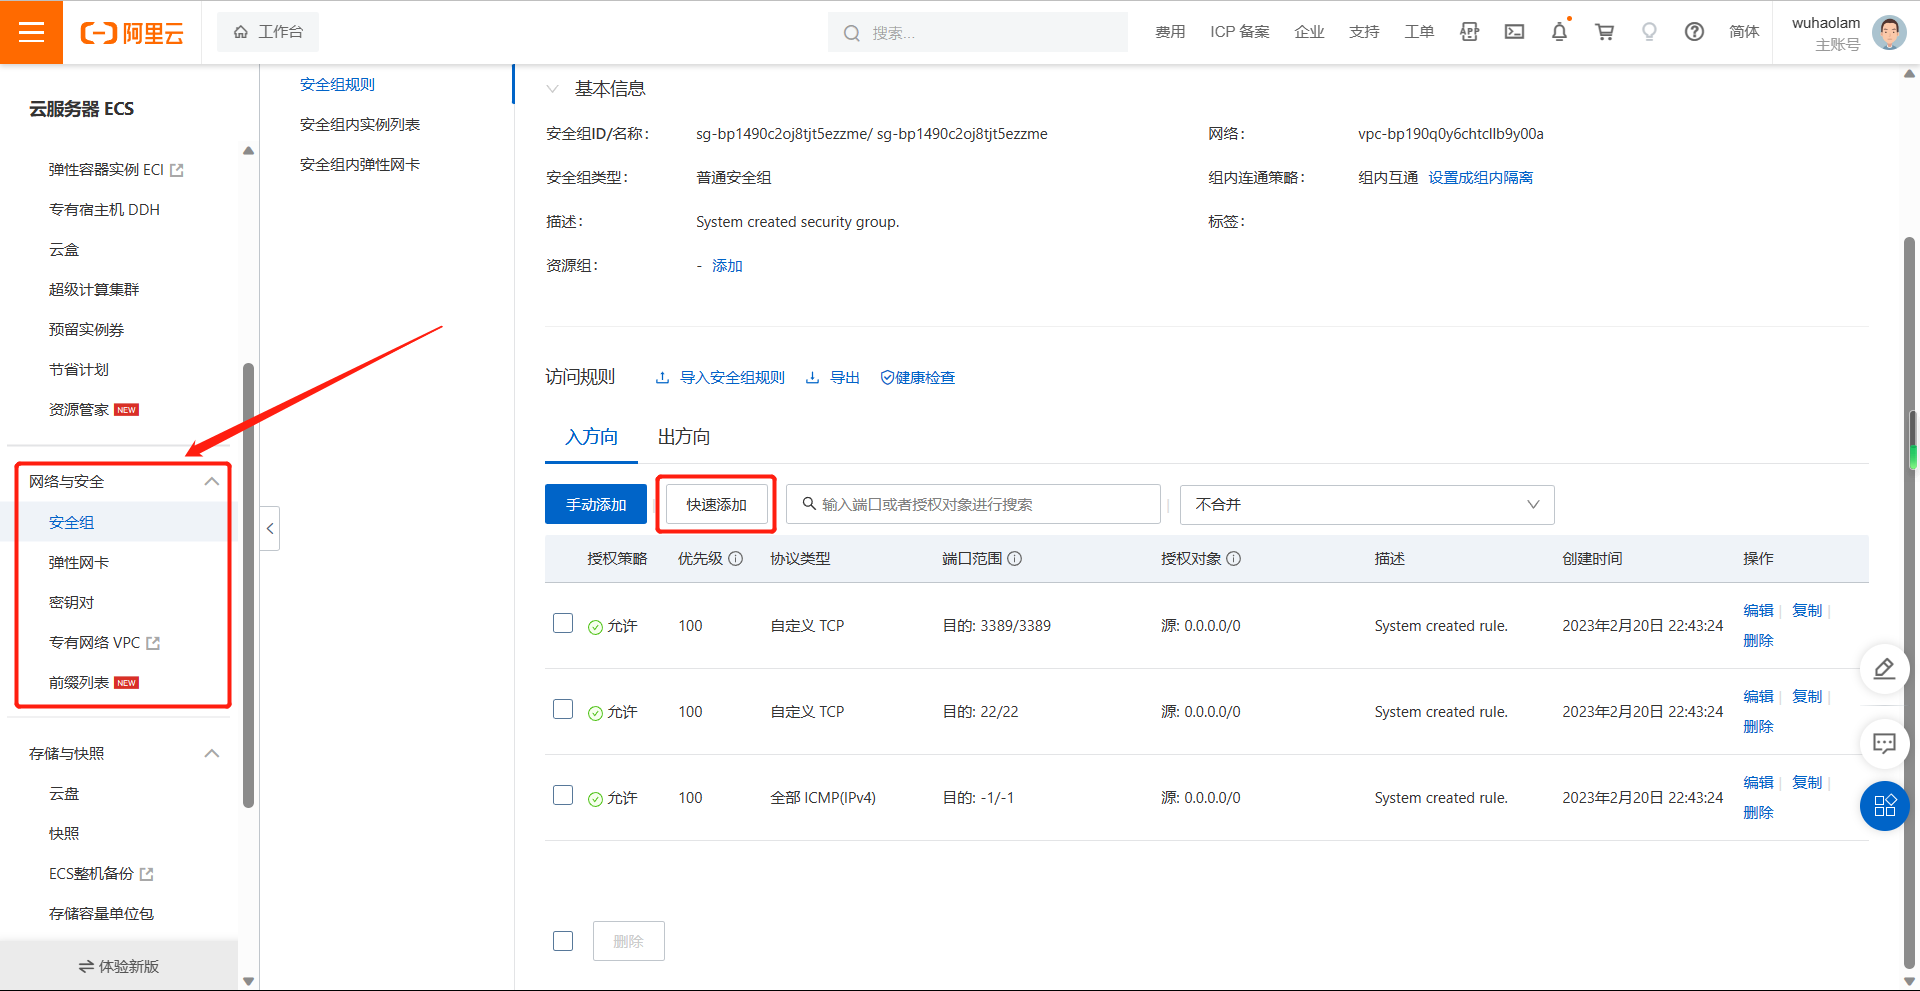 阿里云
工作台
搜索...
费用
ICP 备案
企业
支持
工单
APP
简体
wuhaolam
主账号
云服务器 ECS
弹性容器实例 ECI
专有宿主机 DDH
云盒
超级计算集群
预留实例券
节省计划
资源管家 NEW
网络与安全
安全组
弹性网卡
密钥对
专有网络 VPC
前缀列表 NEW
存储与快照
云盘
快照
ECS整机备份
存储容量单位包
体验新版
安全组规则
安全组内实例列表
安全组内弹性网卡
基本信息
安全组ID/名称: sg-bp1490c2oj8tjt5ezzme/ sg-bp1490c2oj8tjt5ezzme 网络: vpc-bp190q0y6chtcllb9y00a
安全组类型: 普通安全组 组内连通策略: 组内互通 设置成组内隔离
描述: System created security group. 标签:
资源组: - 添加
访问规则 导入安全组规则 导出 健康检查
入方向 出方向
手动添加 快速添加 输入端口或者授权对象进行搜索 不合并
授权策略 优先级 协议类型 端口范围 授权对象 描述 创建时间 操作
允许 100 自定义 TCP 目的: 3389/3389 源: 0.0.0.0/0 System created rule. 2023年2月20日 22:43:24 编辑 复制
删除
允许 100 自定义 TCP 目的: 22/22 源: 0.0.0.0/0 System created rule. 2023年2月20日 22:43:24 编辑 复制
删除
允许 100 全部 ICMP(IPv4) 目的: -1/-1 源: 0.0.0.0/0 System created rule. 2023年2月20日 22:43:24 编辑 复制
删除
删除